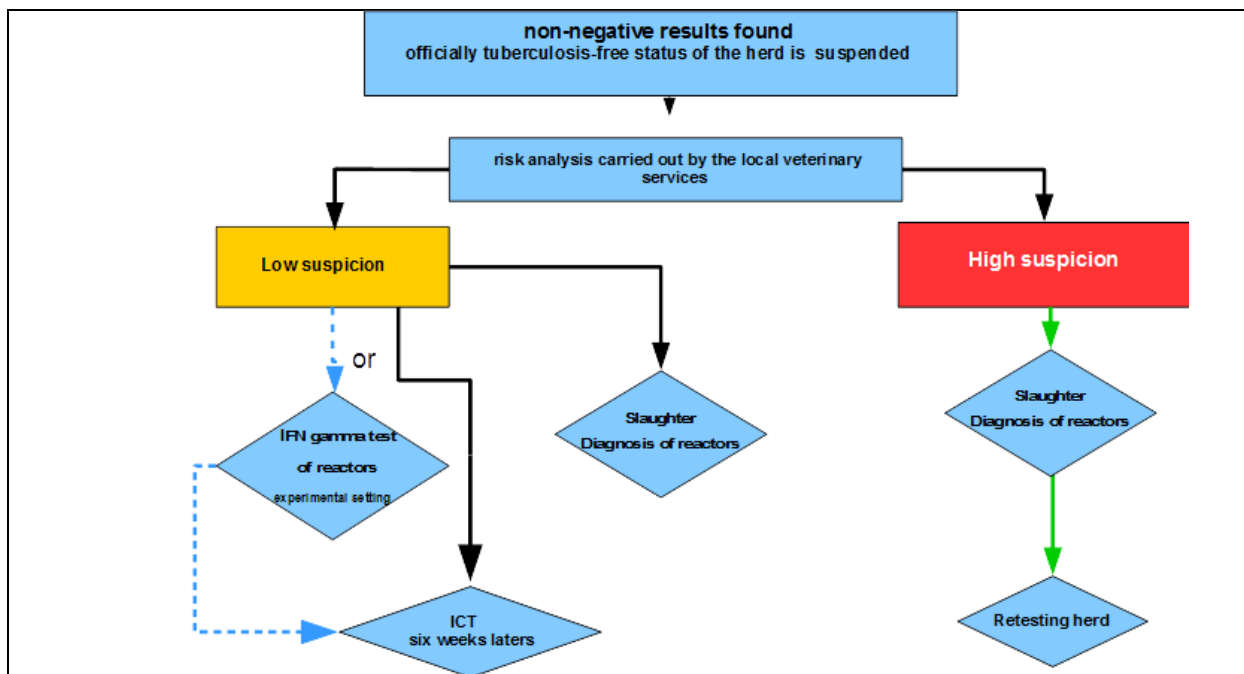 non-negative results found
officially tuberculosis-free status of the herd is suspended
risk analysis carried out by the local veterinary
services
Low suspicion
High suspicion
or
IFN gamma test
of reactors
experimental setting
Slaughter
Diagnosis of reactors
Slaughter
Diagnosis of reactors
ICT
six weeks laters
Retesting herd